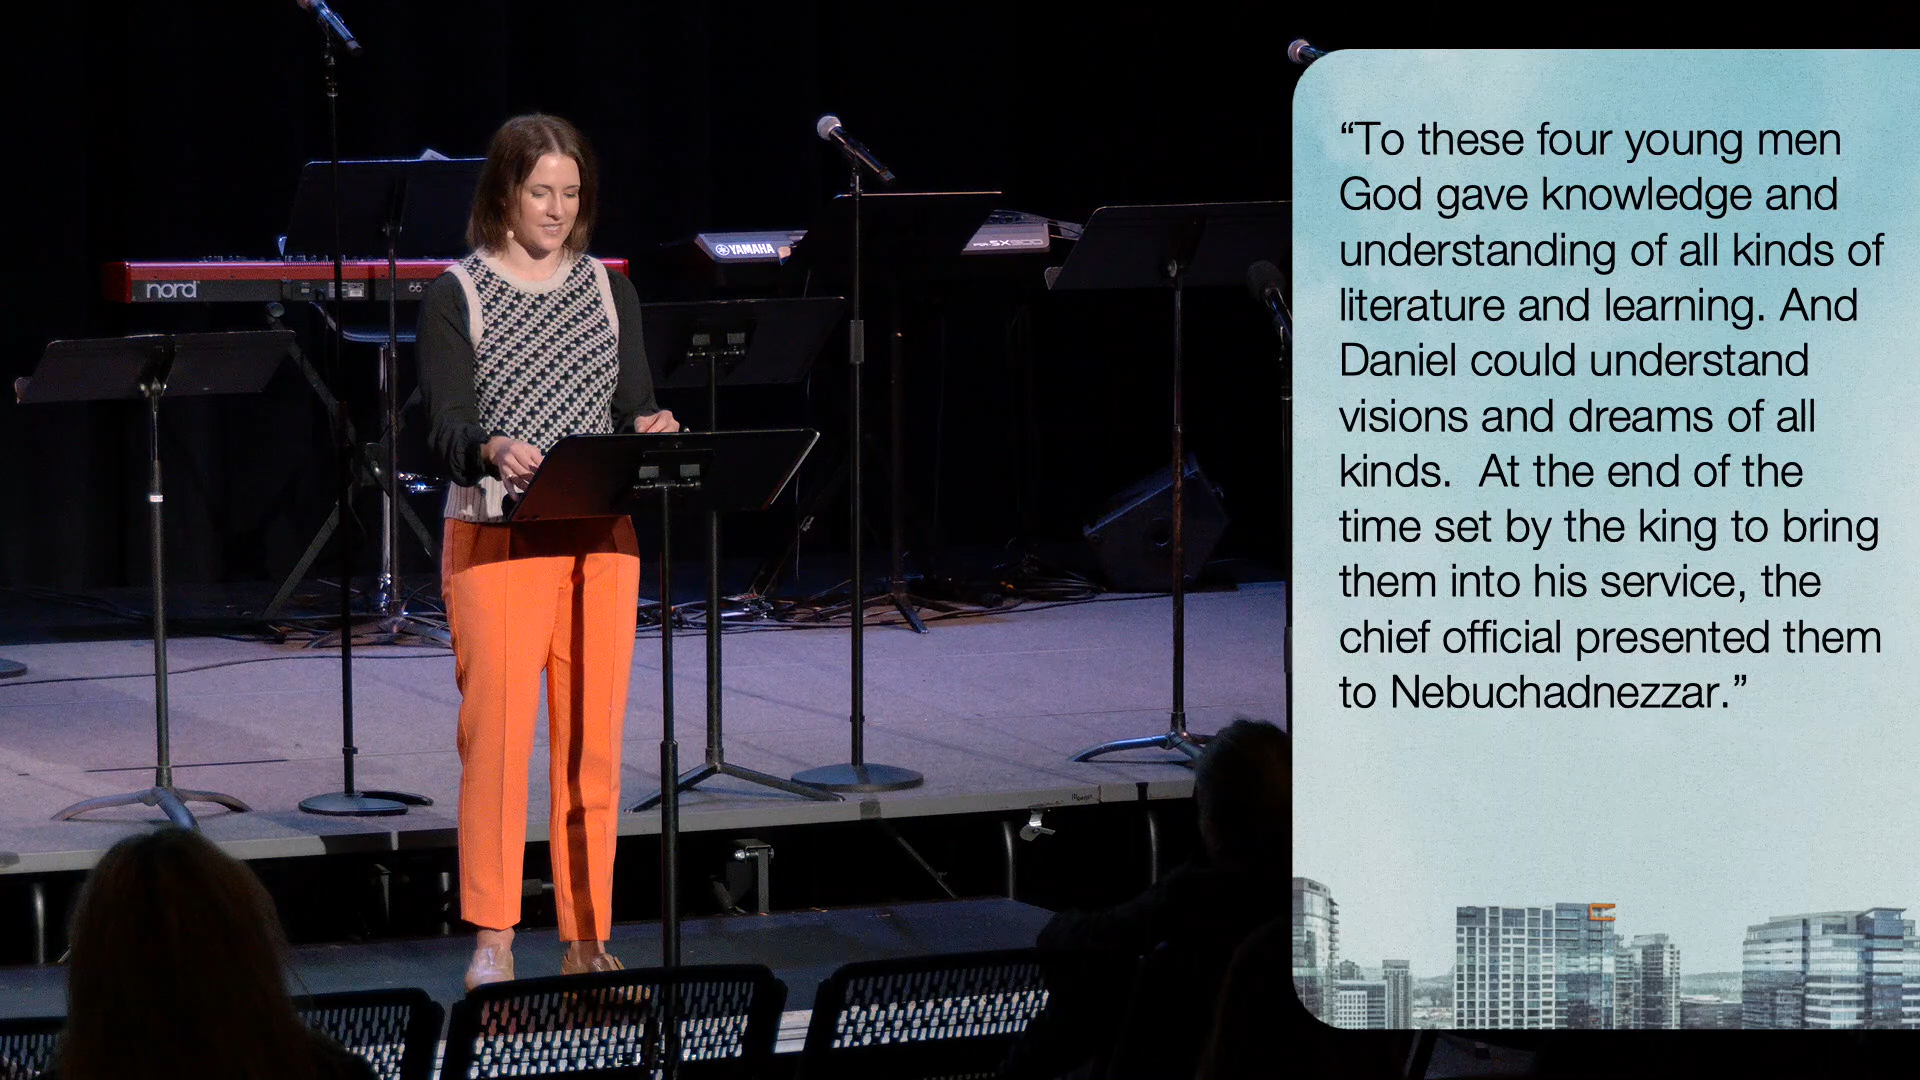 nord
YAMAHA
“To these four young men
God gave knowledge and
understanding of all kinds of
literature and learning. And
Daniel could understand
visions and dreams of all
kinds.  At the end of the
time set by the king to bring
them into his service, the
chief official presented them
to Nebuchadnezzar.”